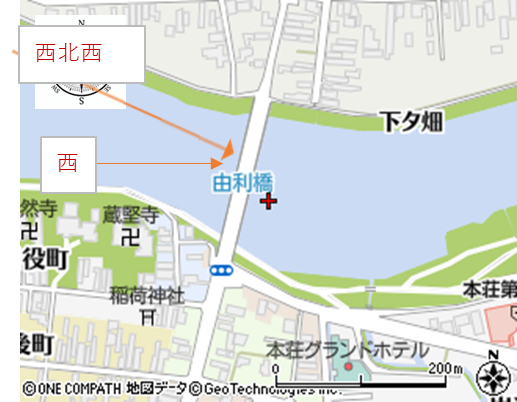 N
西北西
下夕畑
西
由利橋
然寺
蔵堅寺
役町
稲荷神社
本荘第
後町
本荘グランドホテル
0 200m
©ONE COMPATH 地図データ©GeoTechnologies Inc.